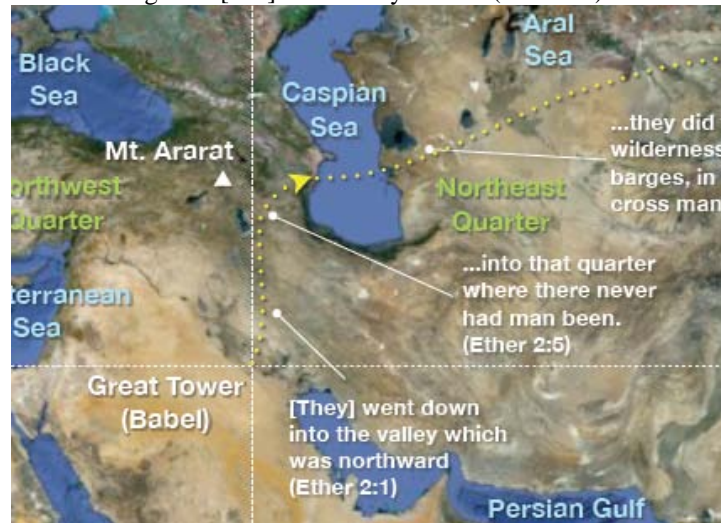 Aral
Sea
Black
Sea
Caspian
Sea
...they did
wilderness
barges, in
cross man
Mt. Ararat
orthwest
Quarter
Northeast
Quarter
...into that quarter
where there never
had man been.
(Ether 2:5)
terranean
Sea
Great Tower
(Babel)
[They] went down
into the valley which
was northward
(Ether 2:1)
Persian Gulf